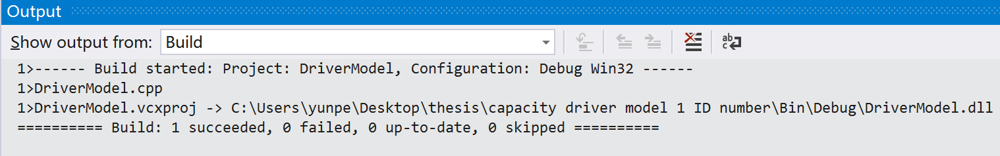 Output
Show output from: Build
abc
1>------ Build started: Project: DriverModel, Configuration: Debug Win32 ------
1>DriverModel.cpp
1>DriverModel.vcxproj -> C:\Users\yunpe\Desktop\thesis\capacity driver model 1 ID number\Bin\Debug\DriverModel.dll
========== Build: 1 succeeded, 0 failed, 0 up-to-date, 0 skipped ==========